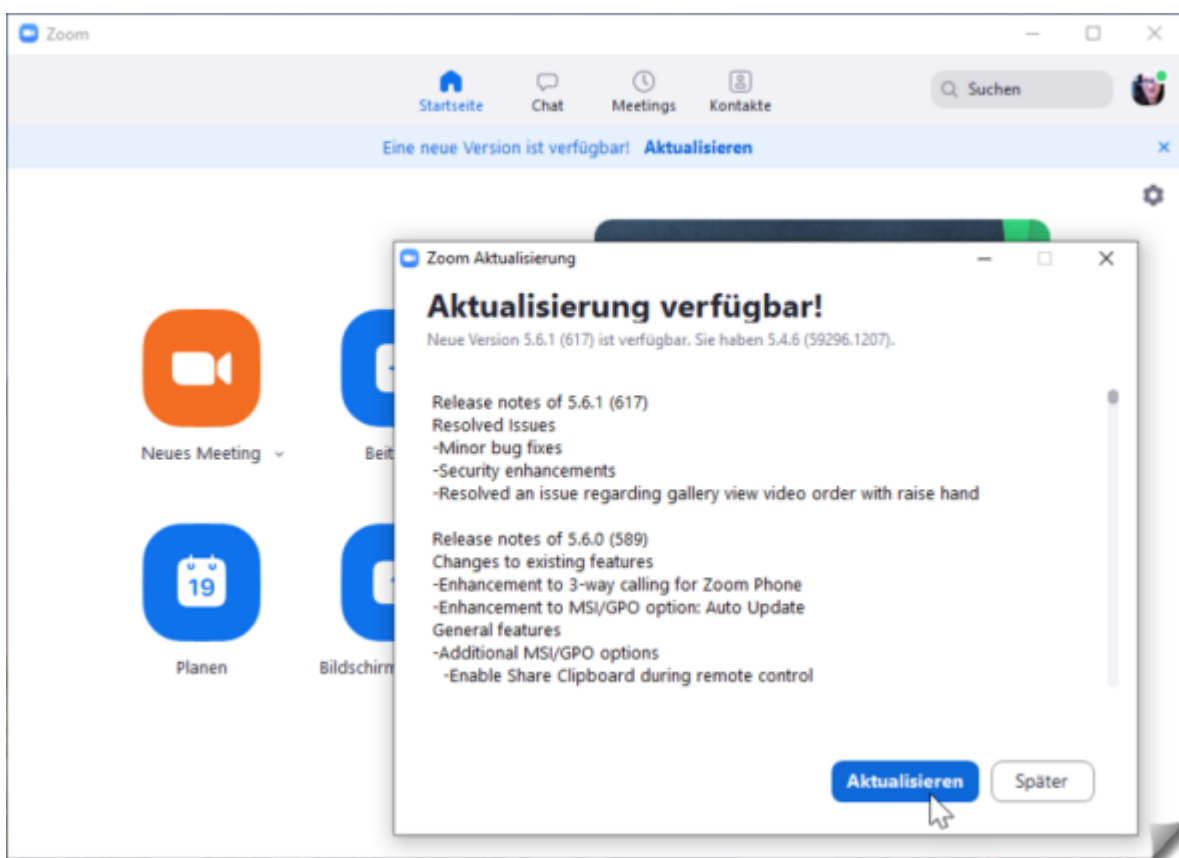 Zoom
Startseite Chat Meetings Kontakte
Suchen
Eine neue Version ist verfügbar! Aktualisieren
Zoom Aktualisierung
Aktualisierung verfügbar!
Neue Version 5.6.1 (617) ist verfügbar. Sie haben 5.4.6 (59296.1207).
Release notes of 5.6.1 (617)
Resolved Issues
-Minor bug fixes
-Security enhancements
-Resolved an issue regarding gallery view video order with raise hand
Release notes of 5.6.0 (589)
Changes to existing features
-Enhancement to 3-way calling for Zoom Phone
-Enhancement to MSI/GPO option: Auto Update
General features
-Additional MSI/GPO options
-Enable Share Clipboard during remote control
Aktualisieren Später
Neues Meeting Beit
19
Planen Bildschirm